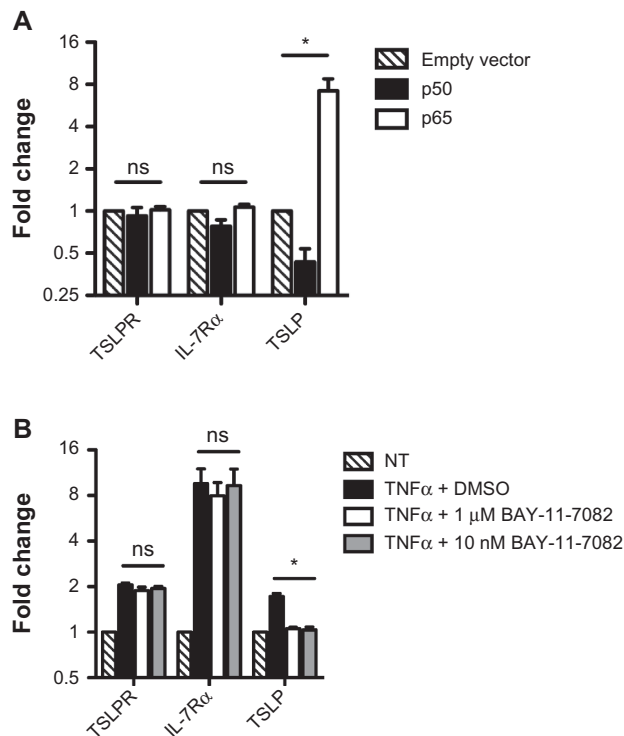 A
Fold change
16
8
4
2
1
0.5
0.25
ns
ns
*
TSLPR
IL-7Rα
TSLP
Empty vector
p50
p65
B
Fold change
16
8
4
2
1
0.5
ns
ns
*
TSLPR
IL-7Rα
TSLP
NT
TNFα + DMSO
TNFα + 1 μM BAY-11-7082
TNFα + 10 nM BAY-11-7082